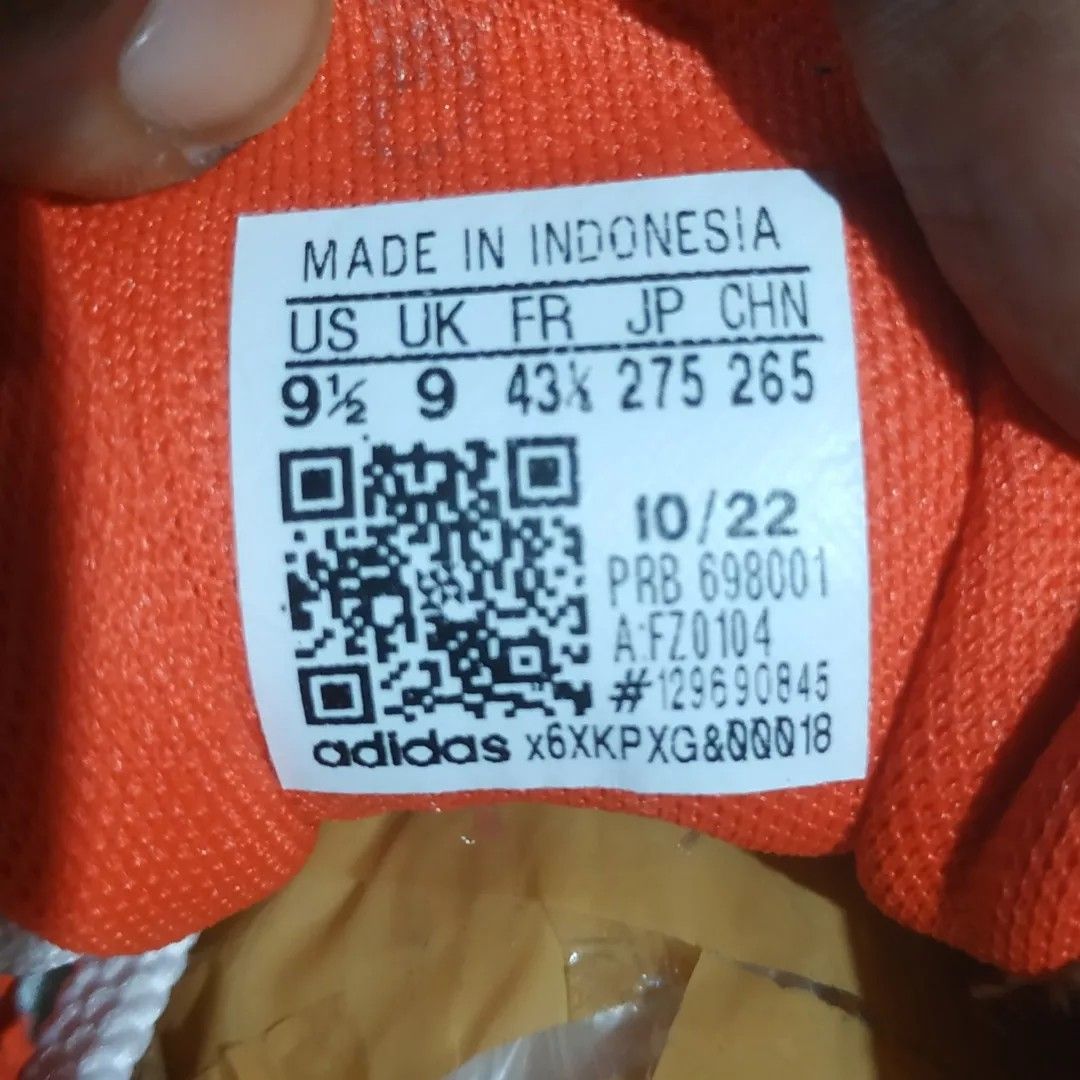 MADE IN INDONESIA
US UK FR JP CHN
9½ 9 43⅓ 275 265
10/22
PRB 698001
A:FZ0104
#129690845
adidas x6XKPXG&00018